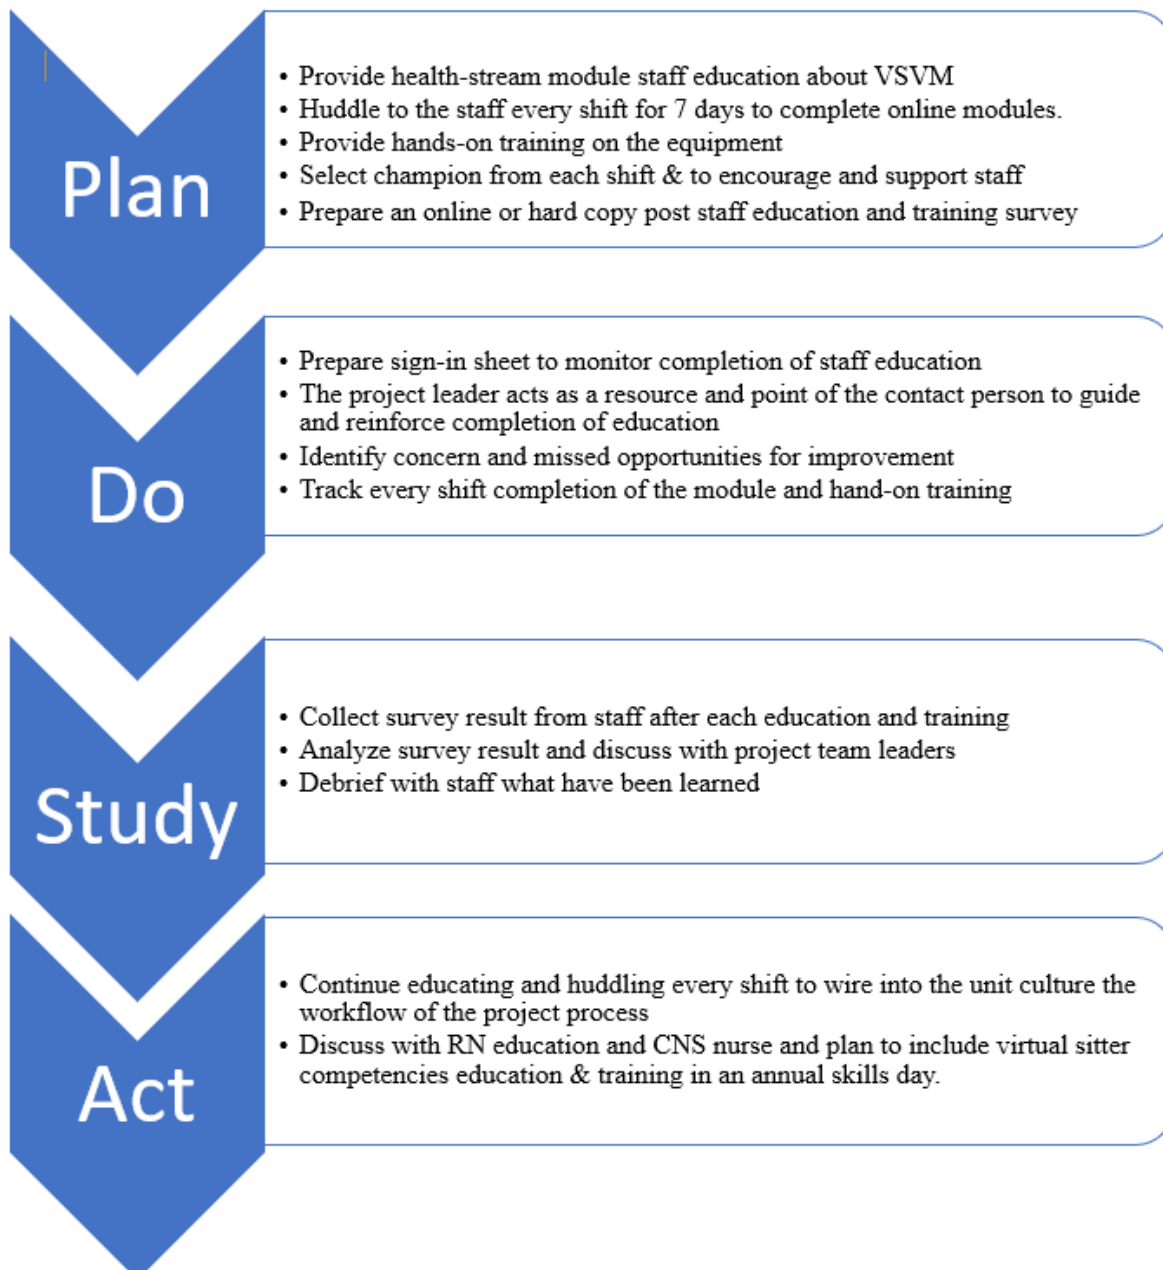 Plan
• Provide health-stream module staff education about VSVM
• Huddle to the staff every shift for 7 days to complete online modules.
• Provide hands-on training on the equipment
• Select champion from each shift & to encourage and support staff
• Prepare an online or hard copy post staff education and training survey
Do
• Prepare sign-in sheet to monitor completion of staff education
• The project leader acts as a resource and point of the contact person to guide
and reinforce completion of education
• Identify concern and missed opportunities for improvement
• Track every shift completion of the module and hand-on training
Study
• Collect survey result from staff after each education and training
• Analyze survey result and discuss with project team leaders
• Debrief with staff what have been learned
Act
• Continue educating and huddling every shift to wire into the unit culture the
workflow of the project process
• Discuss with RN education and CNS nurse and plan to include virtual sitter
competencies education & training in an annual skills day.